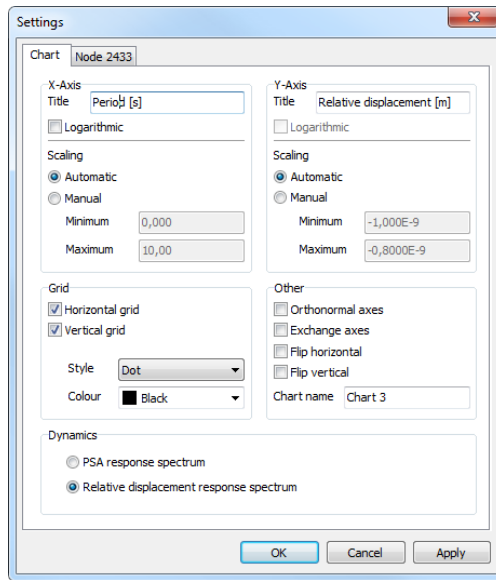 Settings
Chart Node 2433
X-Axis
Title Period [s]
Logarithmic
Scaling
Automatic
Manual
Minimum 0,000
Maximum 10,00
Y-Axis
Title Relative displacement [m]
Logarithmic
Scaling
Automatic
Manual
Minimum -1,000E-9
Maximum -0,8000E-9
Grid
Horizontal grid
Vertical grid
Style Dot
Colour Black
Other
Orthonormal axes
Exchange axes
Flip horizontal
Flip vertical
Chart name Chart 3
Dynamics
PSA response spectrum
Relative displacement response spectrum
OK Cancel Apply